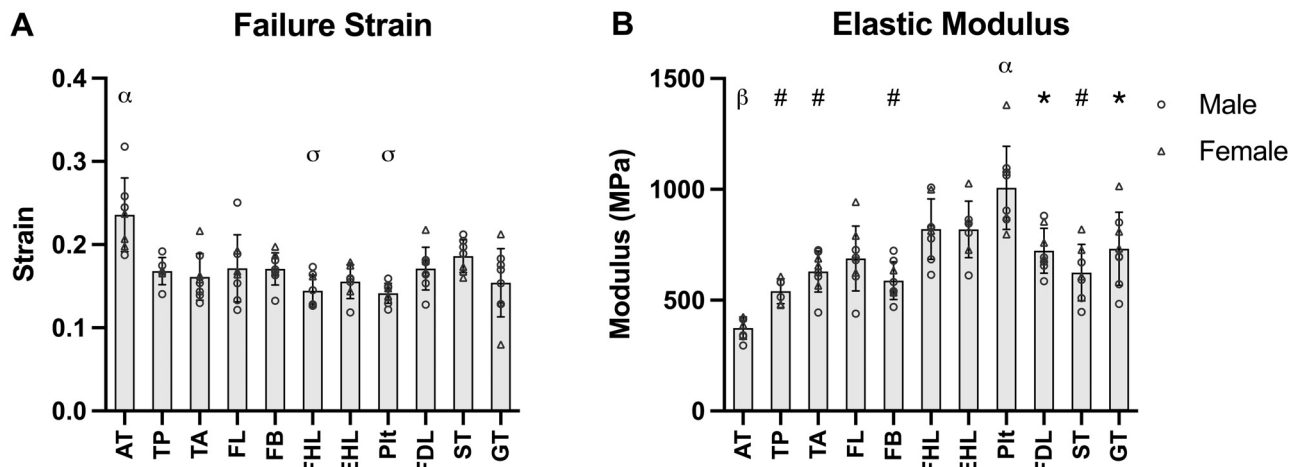 A Failure Strain
Strain
0.4
0.3
0.2
0.1
0.0
α
σ σ
AT TP TA FL FB FHL EHL Plt FDL ST GT
B Elastic Modulus
Modulus (MPa)
1500
1000
500
0
α
β # # # * # *
AT TP TA FL FB FHL EHL Plt FDL ST GT
Male
Female